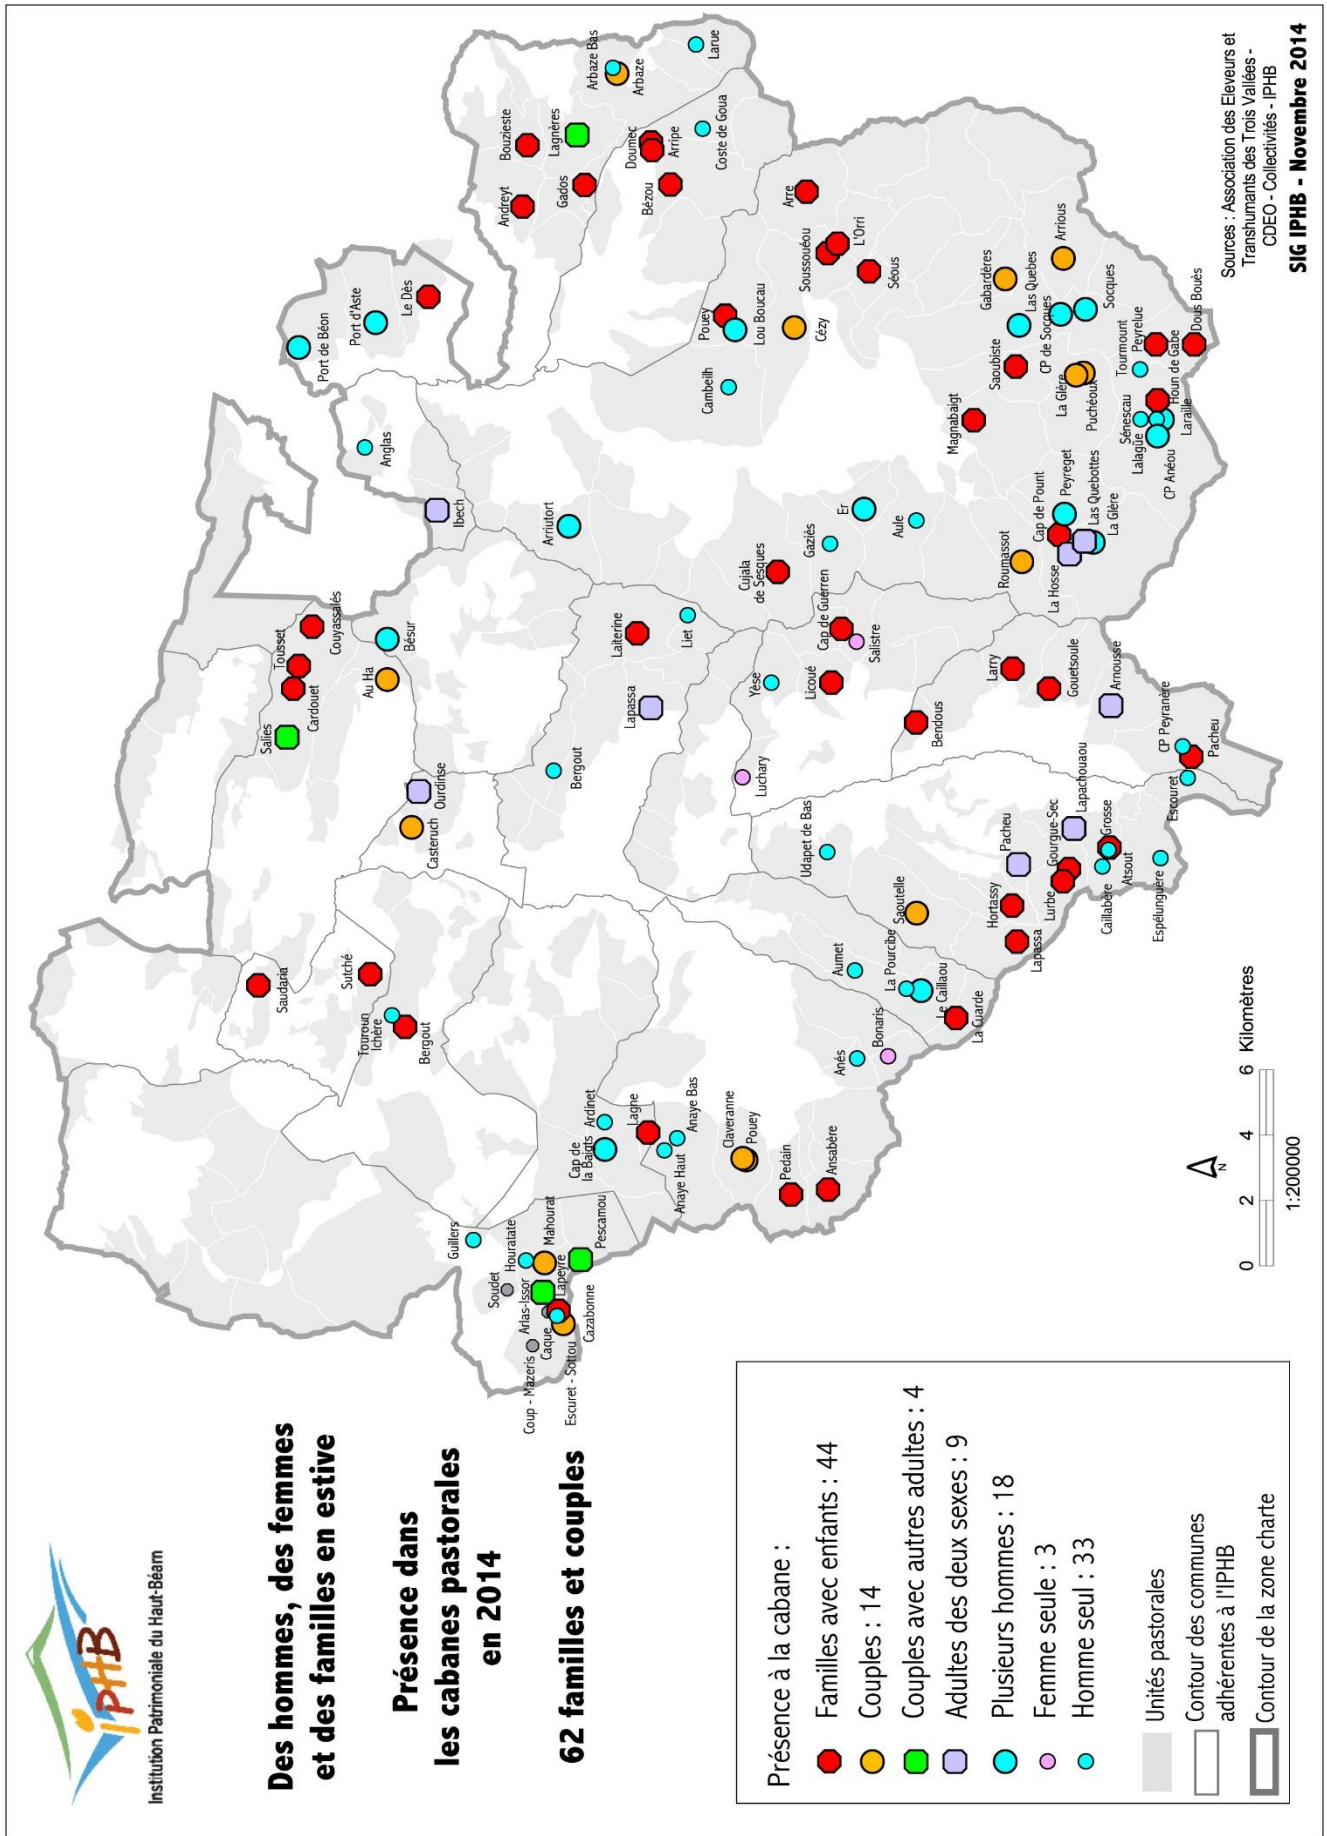 iPHB
Institution Patrimoniale du Haut-Béarn
Des hommes, des femmes
et des familles en estive
Présence dans
les cabanes pastorales
en 2014
62 familles et couples
Présence à la cabane :
Familles avec enfants : 44
Couples : 14
Couples avec autres adultes : 4
Adultes des deux sexes : 9
Plusieurs hommes : 18
Femme seule : 3
Homme seul : 33
Unités pastorales
Contour des communes
adhérentes à l'IPHB
Contour de la zone charte
0 2 4 6 Kilomètres
1:200000
N
Sources : Association des Eleveurs et
Transhumants des Trois Vallées -
CDEO - Collectivités - IPHB
SIG IPHB - Novembre 2014
Saudaria
Sutché
Touroun
Ichère
Bergout
Guillers
Soudet
Houratate
Mahourat
Pescamou
Arlas-Issor
Lapeyre
Coup - Mazeris
Caque
Escuret - Sottou
Cazabonne
Cap de
la Baigts
Ardinet
Lagne
Anaye Haut
Anaye Bas
Claveranne
Pouey
Pedain
Ansabère
Anés
Bonaris
Aumet
La Pourcibe
Le Caillaou
La Cuarde
Salies
Cardouet
Tousset
Couyassalés
Au Ha
Bésur
Ourdinse
Casteruch
Bergout
Lapassa
Laiterine
Liet
Luchary
Yèse
Licoué
Cap de Guerren
Salistre
Udapet de Bas
Saoutelle
Bendous
Hortassy
Lapassa
Lurbe
Gourgue-Sec
Pacheu
Lapachouaou
Grosse
Caillabère
Atsout
Espélunguère
Escouret
CP Peyranère
Pacheu
Larry
Gouetsoule
Arnousse
Port de Béon
Port d'Aste
Le Dès
Anglas
Ibech
Arriutort
Cujala
de Sesques
Gaziès
Er
Aule
Roumassot
Cap de Pount
Peyreget
La Hosse
Las Quebottes
La Glère
Andreyt
Bouzieste
Lagnères
Gados
Arbaze Bas
Arbaze
Larue
Doumec
Arripe
Bézou
Coste de Goua
Arre
Soussouéou
L'Orri
Séous
Pouey
Lou Boucau
Cézy
Cambeilh
Gabardères
Arrious
Las Quebes
CP de Socques
Socques
Saoubiste
Magnabaigt
La Glère
Puchéoux
Tourmount
Peyrelue
Dous Bouès
Houn de Gabe
Sénescau
Lalagüe
Laraille
CP Anéou